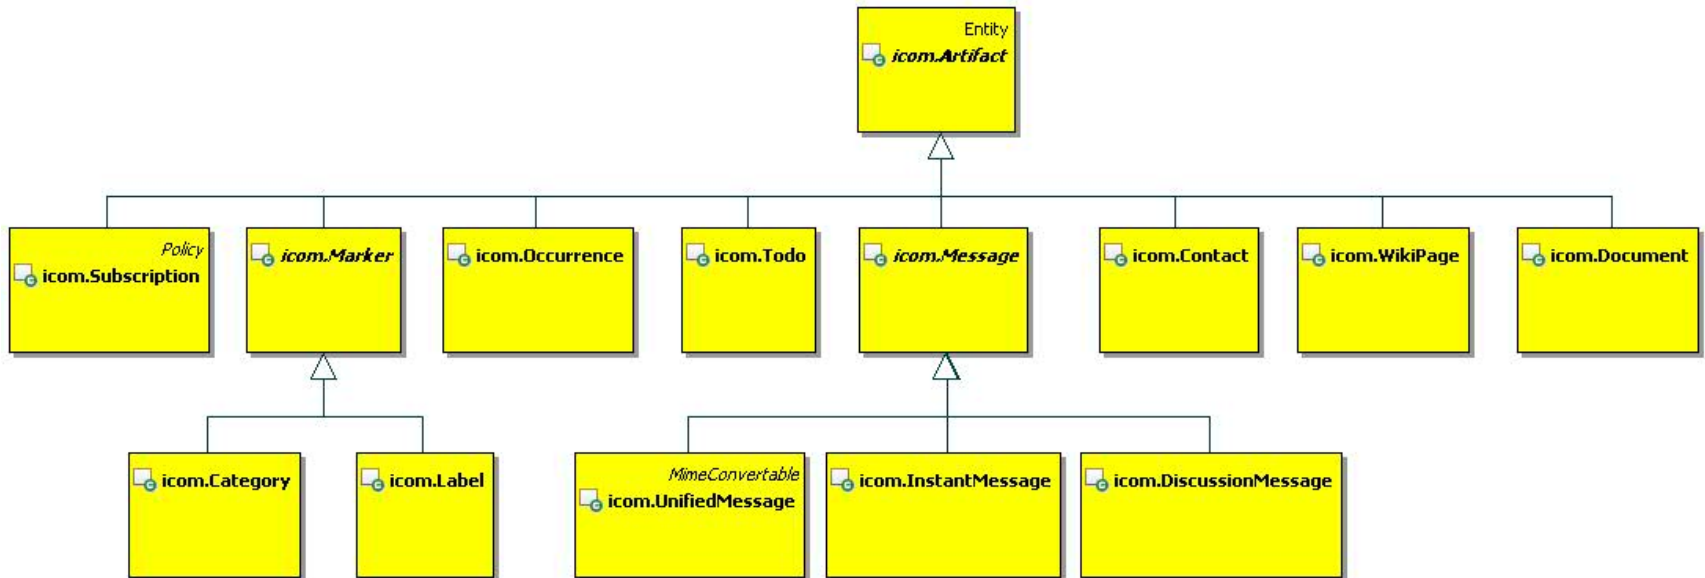 Entity
icom.Artifact
Policy
icom.Subscription
icom.Marker
icom.Occurrence
icom.Todo
icom.Message
icom.Contact
icom.WikiPage
icom.Document
icom.Category
icom.Label
MimeConvertable
icom.UnifiedMessage
icom.InstantMessage
icom.DiscussionMessage